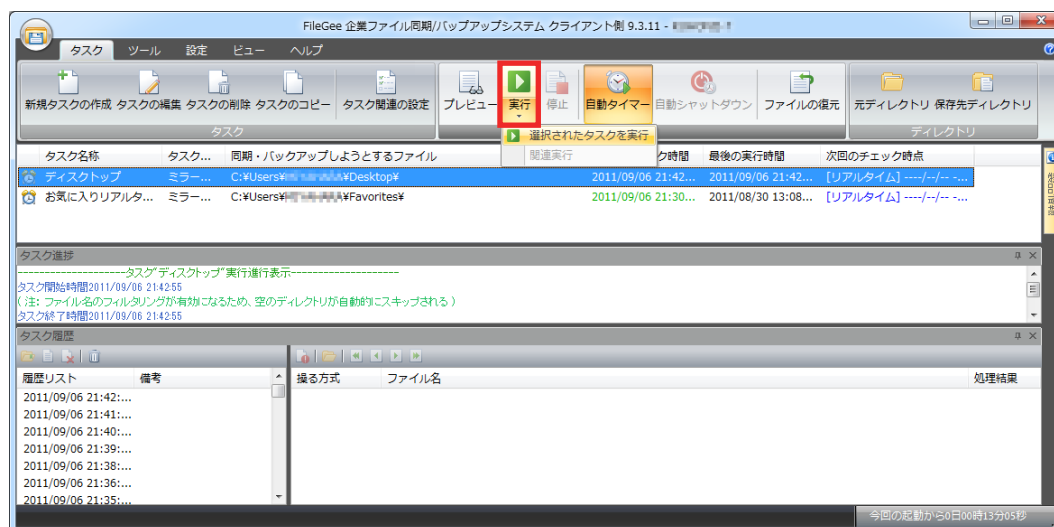 FileGee 企業ファイル同期/バップアップシステム クライアント側 9.3.11 -
タスク ツール 設定 ビュー ヘルプ
新規タスクの作成 タスクの編集 タスクの削除 タスクのコピー タスク関連の設定 プレビュー 実行 停止 自動タイマー 自動シャットダウン ファイルの復元 元ディレクトリ 保存先ディレクトリ
タスク ディレクトリ
選択されたタスクを実行
関連実行
タスク名称 タスク... 同期・バックアップしようとするファイル ク時間 最後の実行時間 次回のチェック時点
ディスクトップ ミラー... C:¥Users¥ ¥Desktop¥ 2011/09/06 21:42... 2011/09/06 21:42... [リアルタイム] ----/--/-- -...
お気に入りリアルタ... ミラー... C:¥Users¥ ¥Favorites¥ 2011/09/06 21:30... 2011/08/30 13:08... [リアルタイム] ----/--/-- -...
タスク進捗
--------------------タスク"ディスクトップ"実行進行表示--------------------
タスク開始時間2011/09/06 21:42:55
(注: ファイル名のフィルタリングが有効になるため、空のディレクトリが自動的にスキップされる)
タスク終了時間2011/09/06 21:42:55
タスク履歴
履歴リスト 備考 操る方式 ファイル名 処理結果
2011/09/06 21:42:...
2011/09/06 21:41:...
2011/09/06 21:40:...
2011/09/06 21:39:...
2011/09/06 21:38:...
2011/09/06 21:36:...
2011/09/06 21:35:...
今回の起動から0日00時13分05秒